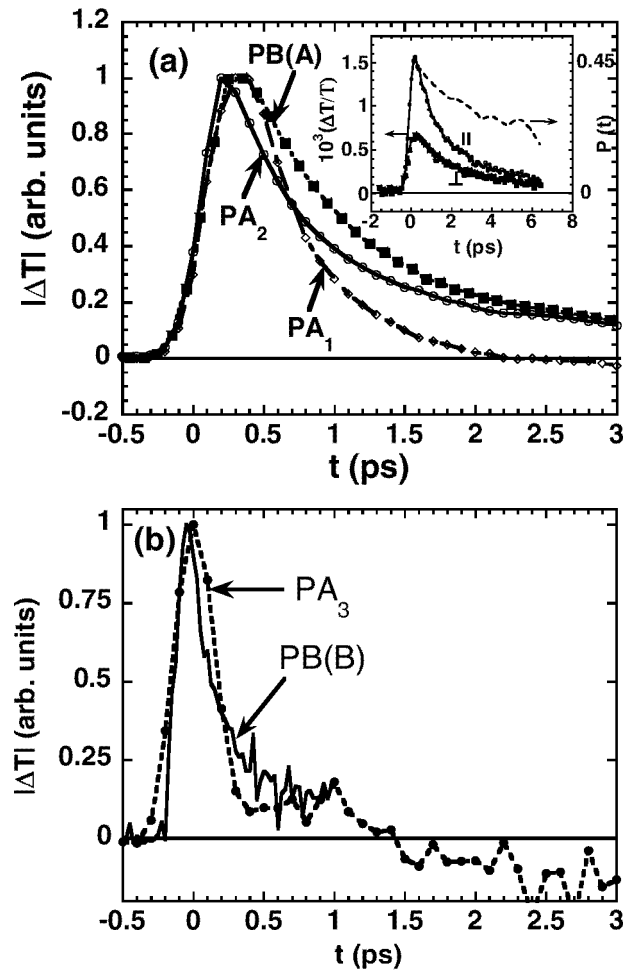 (a)
PB(A)
PA2
PA1
|ΔT| (arb. units)
1.2
1
0.8
0.6
0.4
0.2
0
-0.2
-0.5 0 0.5 1 1.5 2 2.5 3
t (ps)
10³(ΔT/T)
1.5
1.0
0.5
0
0.45
0
P (t)
||
⊥
-2 0 2 4 6 8
t (ps)
(b)
PA3
PB(B)
|ΔT| (arb. units)
1
0.75
0.5
0.25
0
-0.5 0 0.5 1 1.5 2 2.5 3
t (ps)